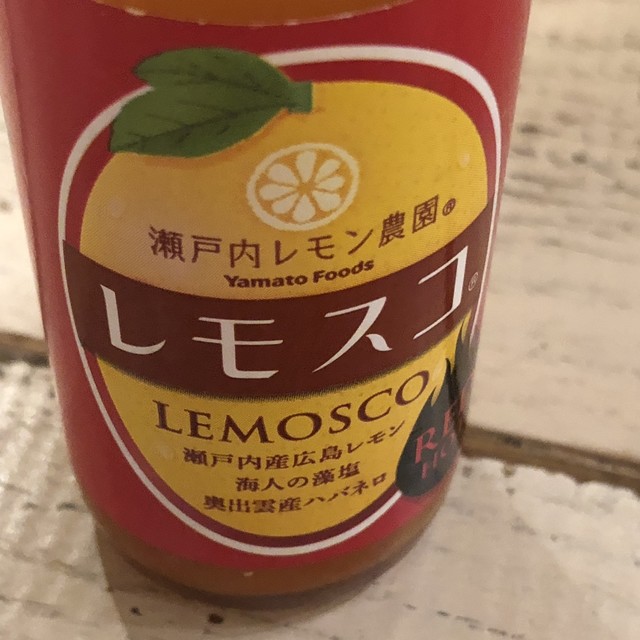 瀬戸内レモン農園®
Yamato Foods
レモスコ®
LEMOSCO
瀬戸内産広島レモン
海人の藻塩
奥出雲産ハバネロ